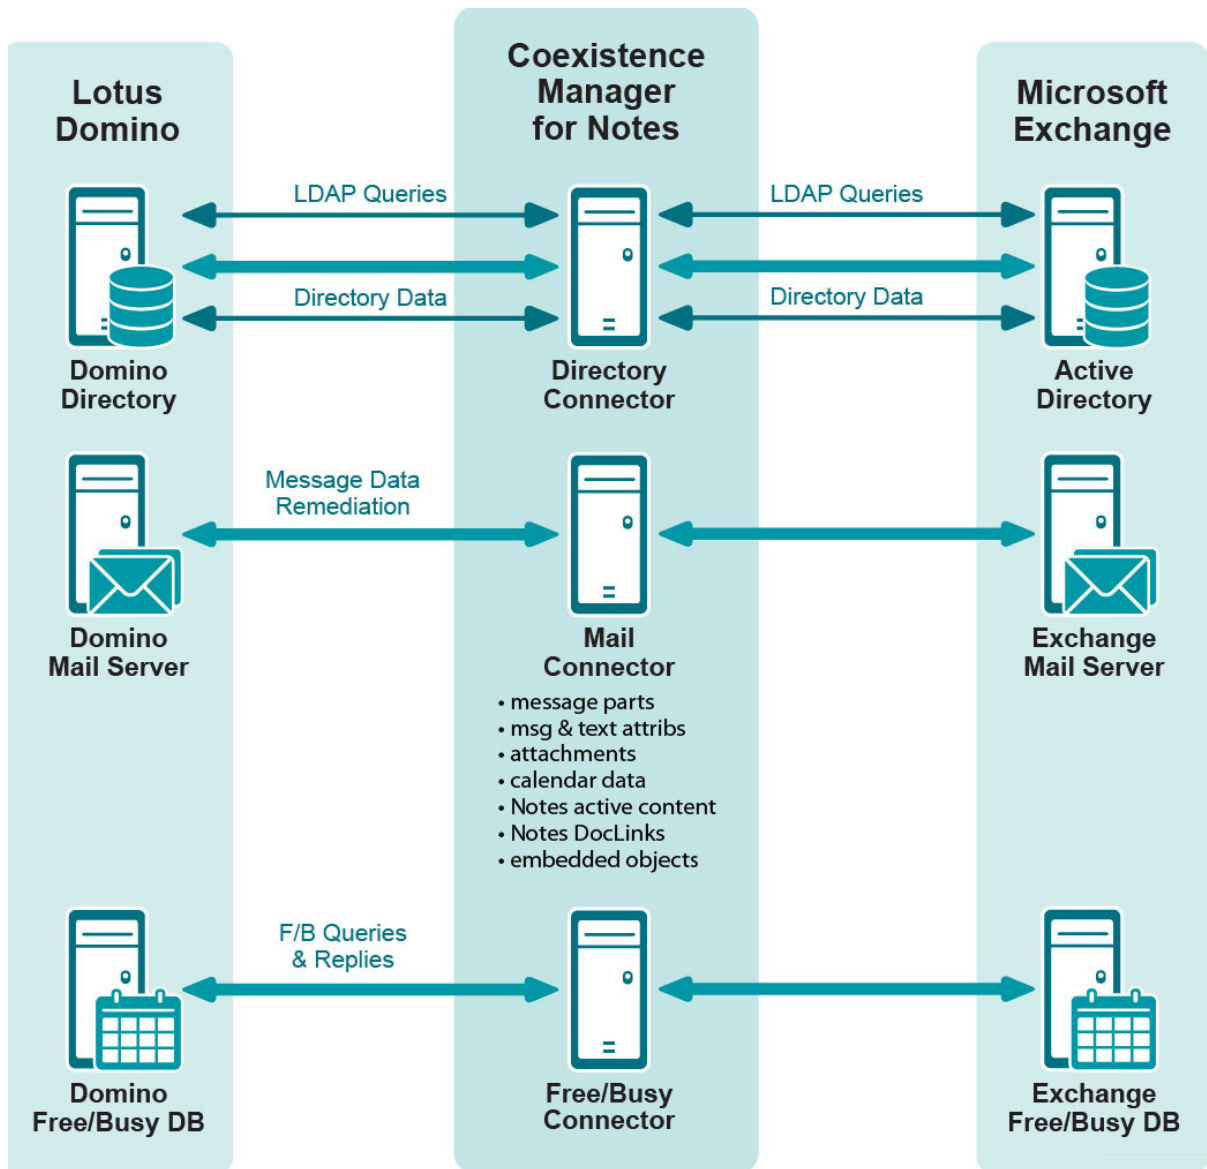 Lotus
Domino
Coexistence
Manager
for Notes
Microsoft
Exchange
LDAP Queries
LDAP Queries
Directory Data
Directory Data
Domino
Directory
Directory
Connector
Active
Directory
Message Data
Remediation
Domino
Mail Server
Mail
Connector
Exchange
Mail Server
• message parts
• msg & text attribs
• attachments
• calendar data
• Notes active content
• Notes DocLinks
• embedded objects
F/B Queries
& Replies
Domino
Free/Busy DB
Free/Busy
Connector
Exchange
Free/Busy DB